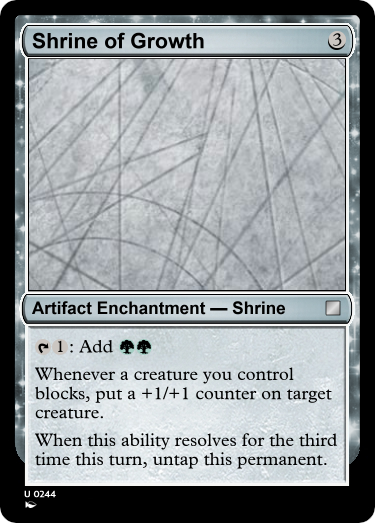 Shrine of Growth 3
Artifact Enchantment — Shrine
1: Add
Whenever a creature you control
blocks, put a +1/+1 counter on target
creature.
When this ability resolves for the third
time this turn, untap this permanent.
U 0244